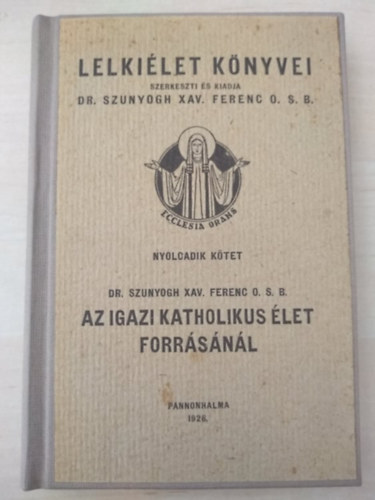 LELKIÉLET KÖNYVEI
SZERKESZTI ÉS KIADJA
DR. SZUNYOGH XAV. FERENC O. S. B.
ECCLESIA ORANS
NYOLCADIK KÖTET
DR. SZUNYOGH XAV. FERENC O. S. B.
AZ IGAZI KATHOLIKUS ÉLET
FORRÁSÁNÁL
PANNONHALMA
1926.